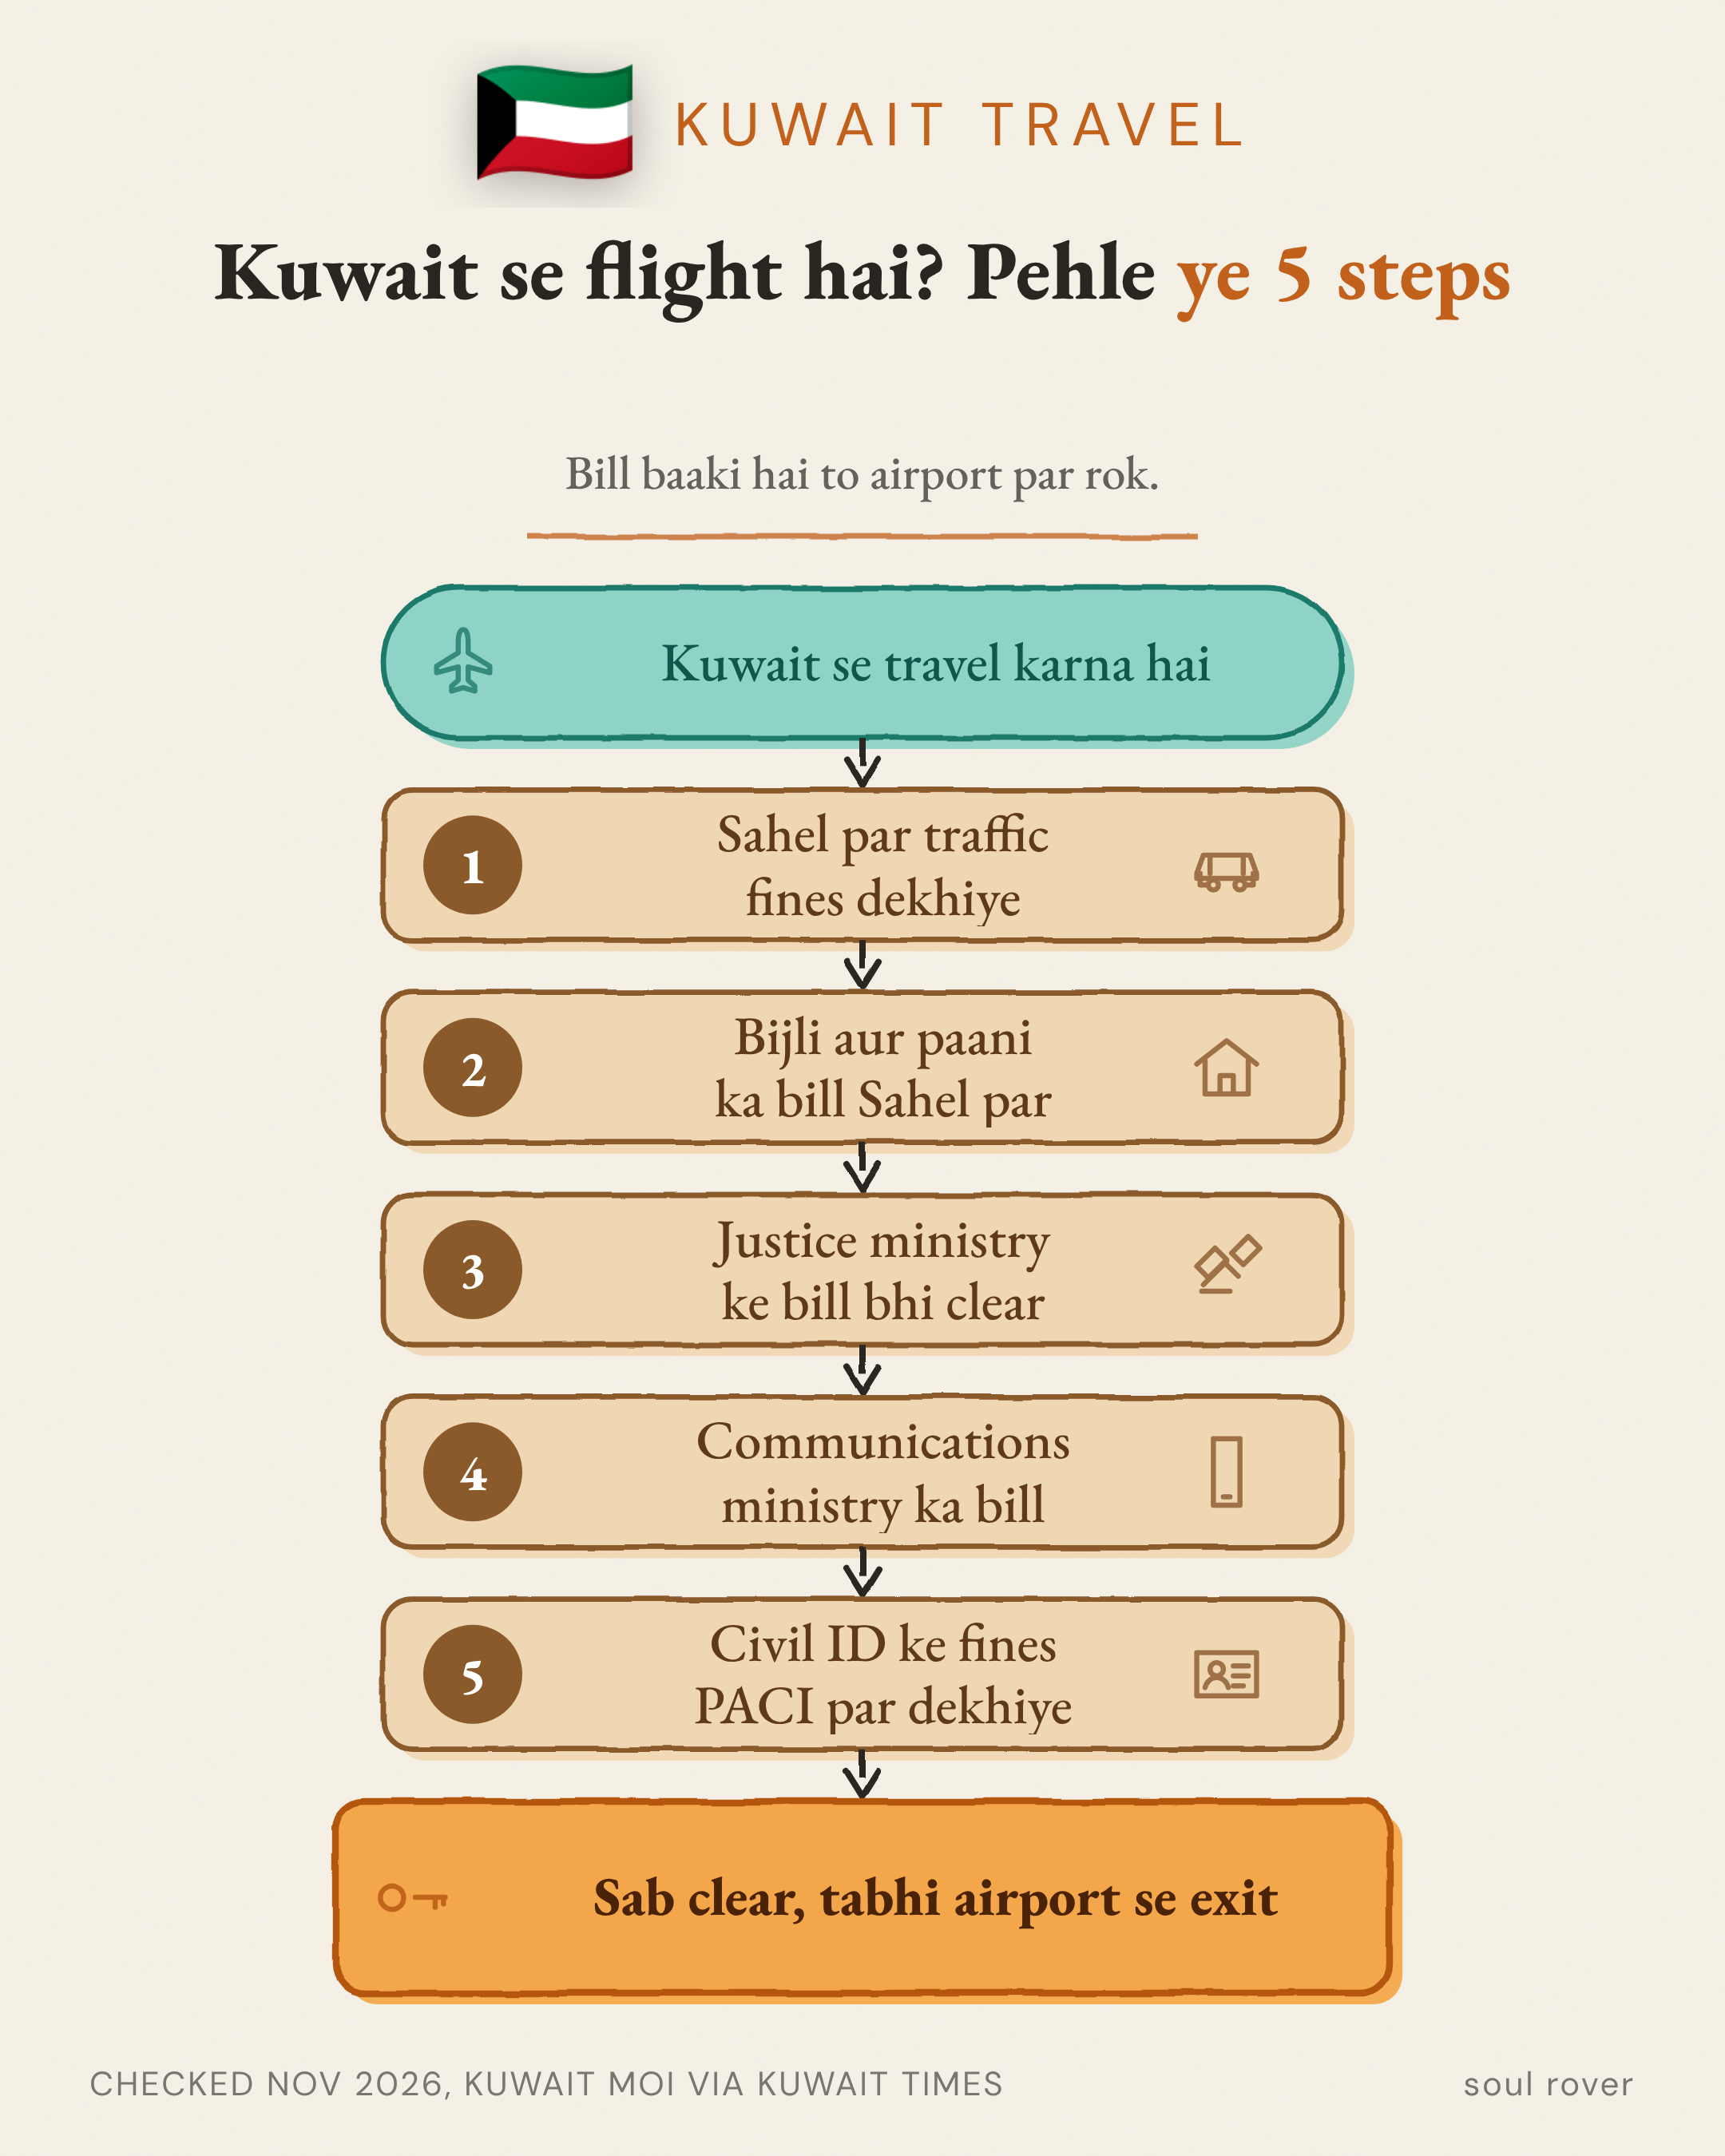 KUWAIT TRAVEL
Kuwait se flight hai? Pehle ye 5 steps
Bill baaki hai to airport par rok.
Kuwait se travel karna hai
1
Sahel par traffic
fines dekhiye
2
Bijli aur paani
ka bill Sahel par
3
Justice ministry
ke bill bhi clear
4
Communications
ministry ka bill
5
Civil ID ke fines
PACI par dekhiye
Sab clear, tabhi airport se exit
CHECKED NOV 2026, KUWAIT MOI VIA KUWAIT TIMES
soul rover